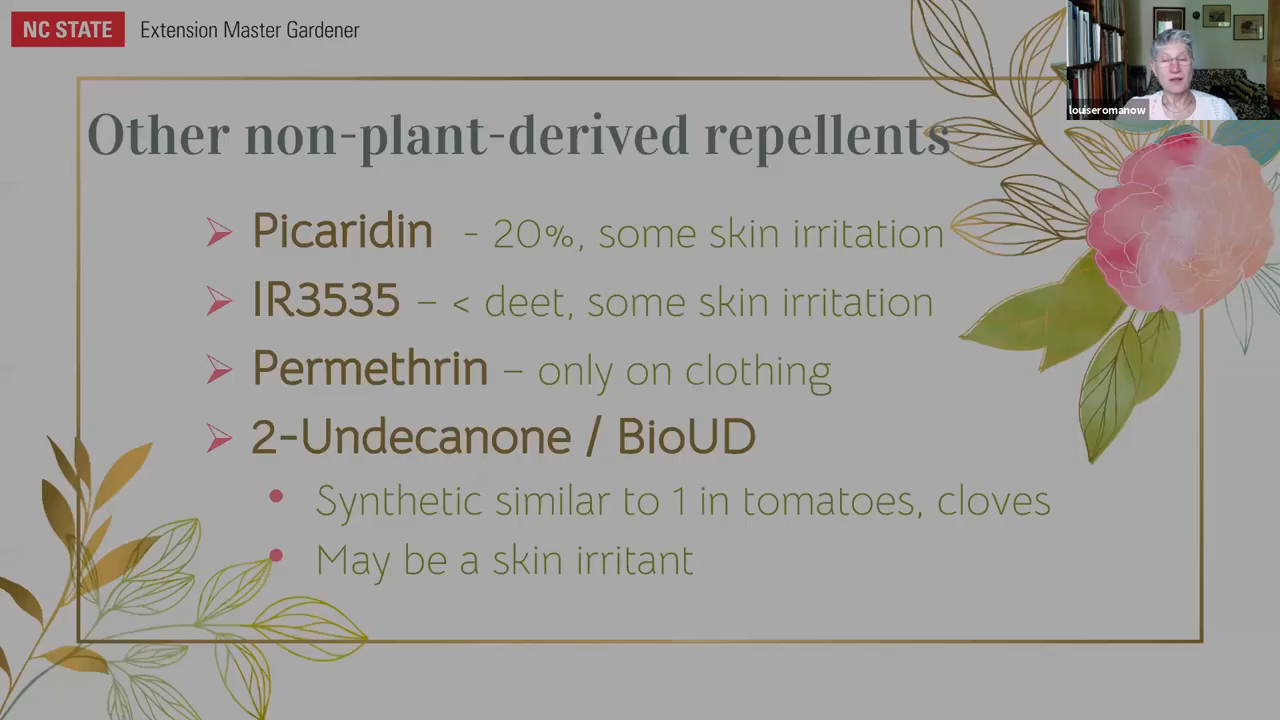 NC STATE Extension Master Gardener
louiseromanow
Other non-plant-derived repellents
Picaridin - 20%, some skin irritation
IR3535 – < deet, some skin irritation
Permethrin – only on clothing
2-Undecanone / BioUD
Synthetic similar to 1 in tomatoes, cloves
May be a skin irritant